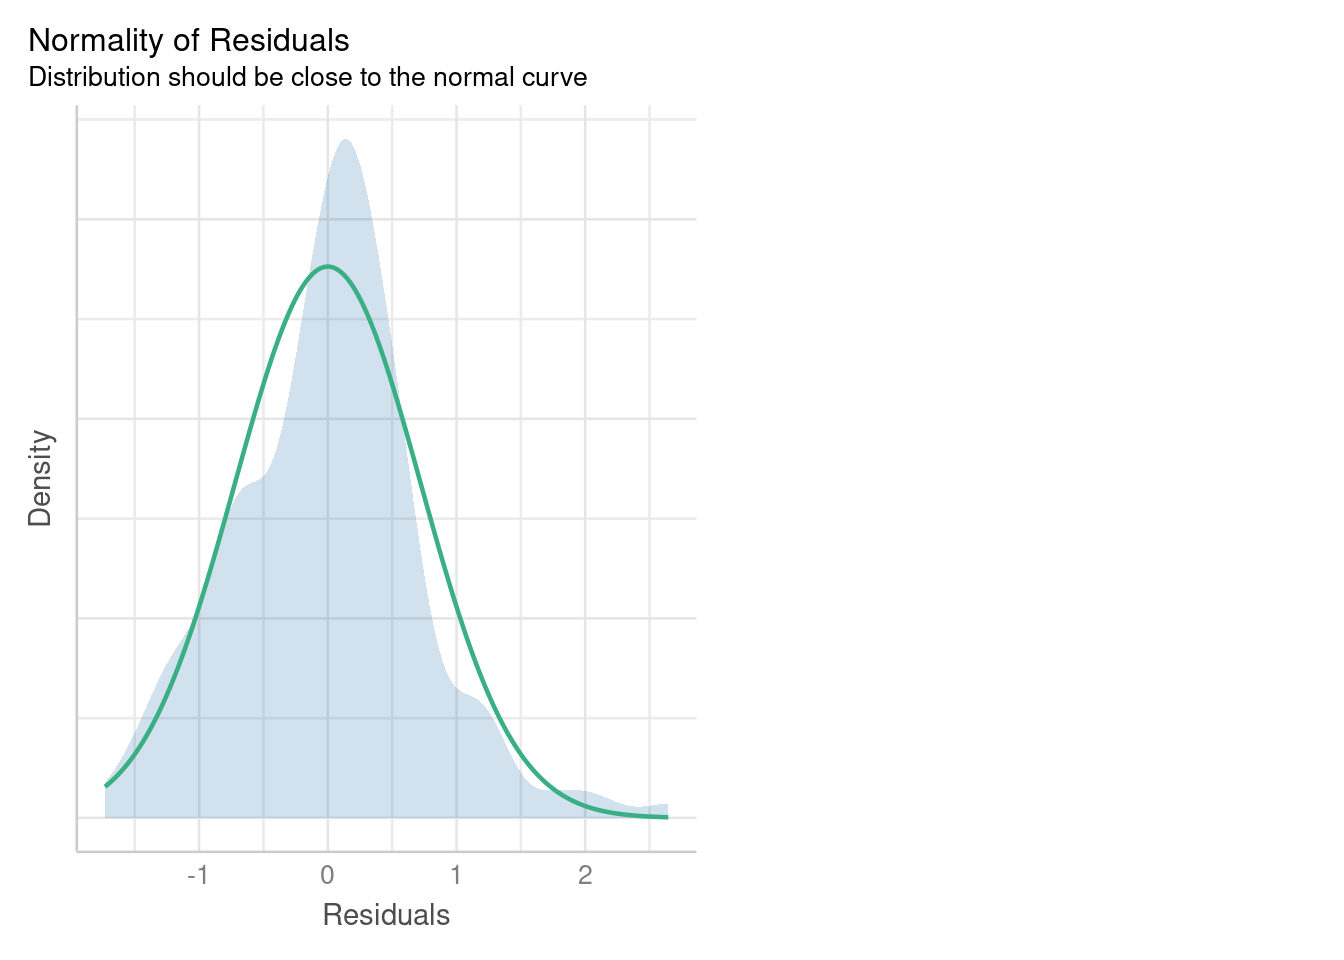 Normality of Residuals
Distribution should be close to the normal curve
Density
-1 0 1 2
Residuals